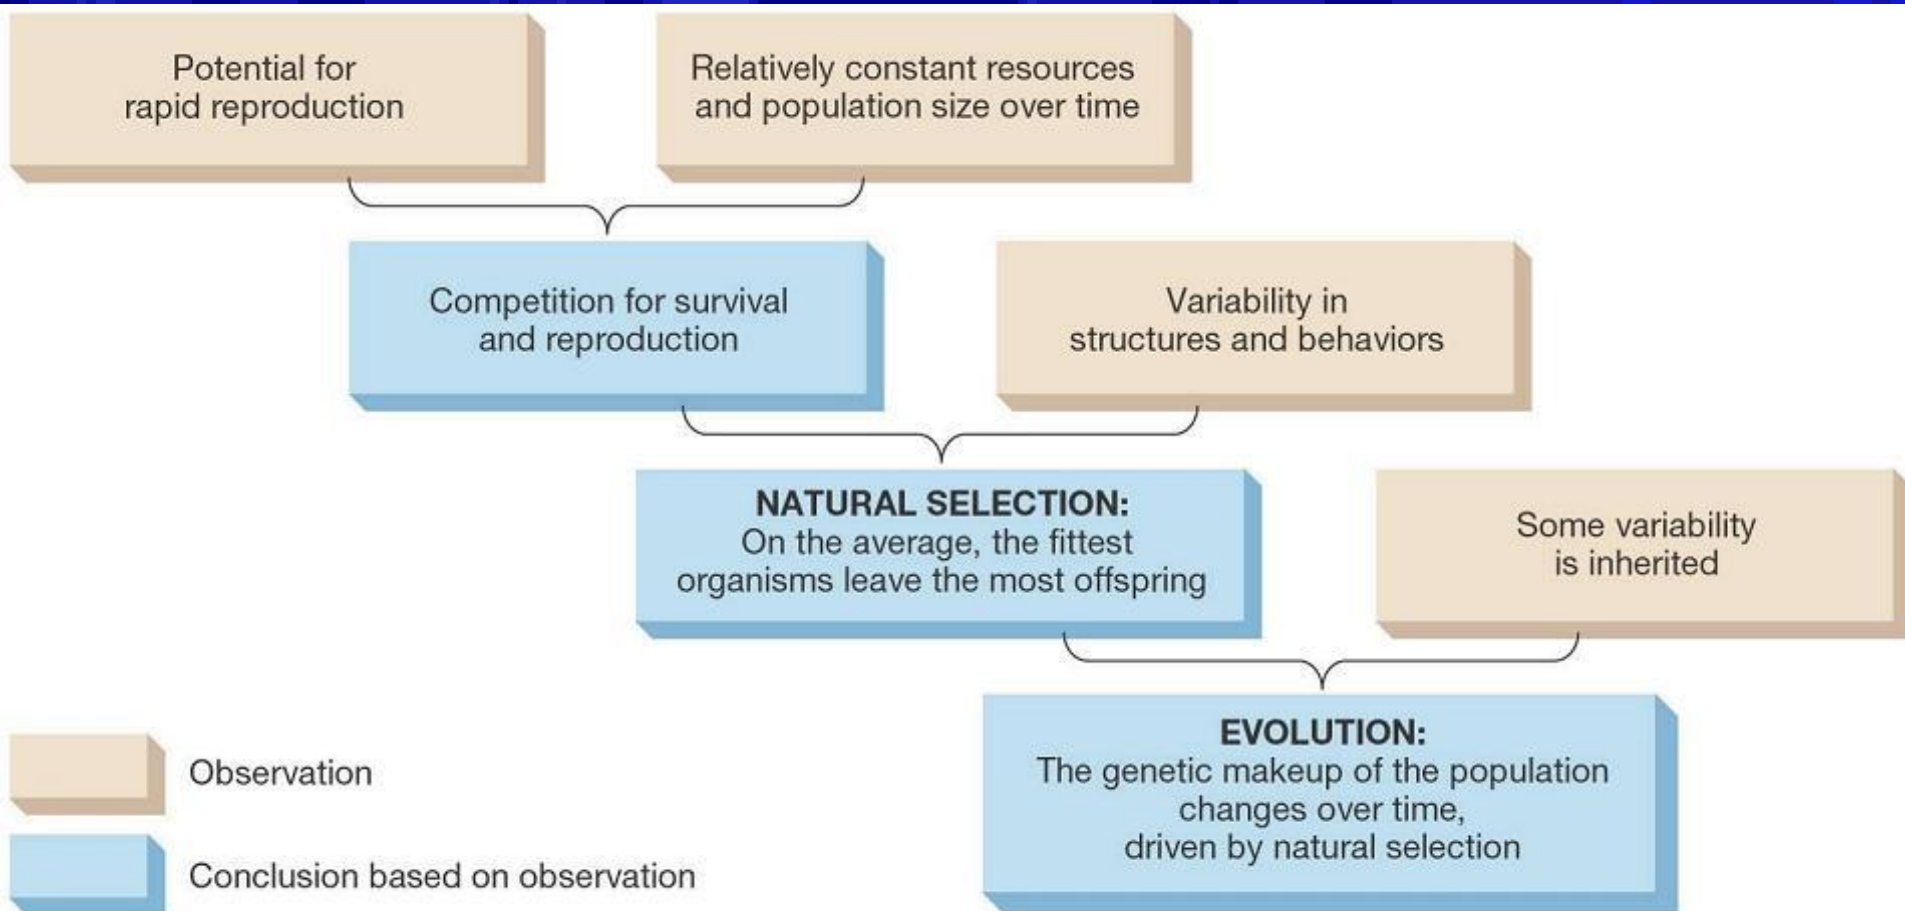 Potential for
rapid reproduction
Relatively constant resources
and population size over time
Competition for survival
and reproduction
Variability in
structures and behaviors
NATURAL SELECTION:
On the average, the fittest
organisms leave the most offspring
Some variability
is inherited
EVOLUTION:
The genetic makeup of the population
changes over time,
driven by natural selection
Observation
Conclusion based on observation